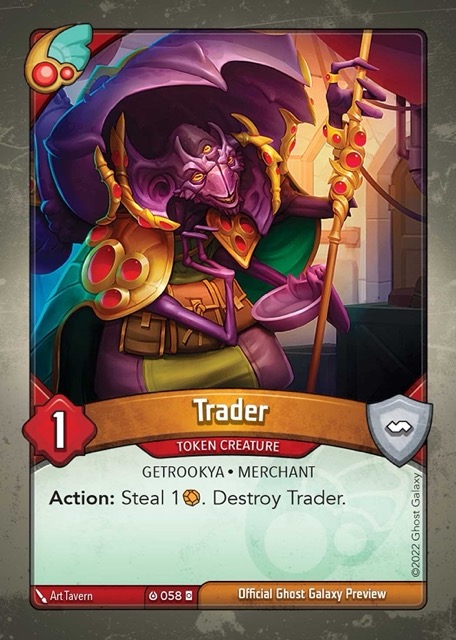 Trader
1
TOKEN CREATURE
GETROOKYA • MERCHANT
Action: Steal 1. Destroy Trader.
©2022 Ghost Galaxy
Art Tavern
058
Official Ghost Galaxy Preview